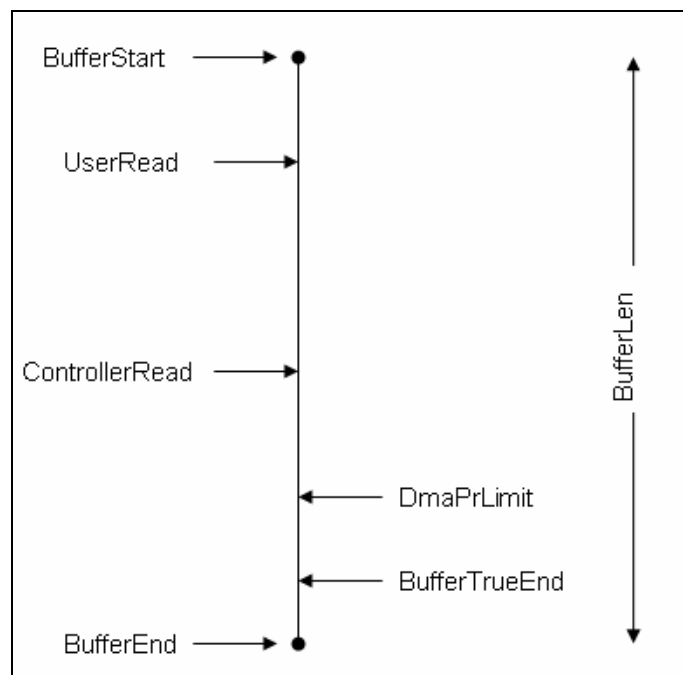 BufferStart
UserRead
ControllerRead
BufferLen
DmaPrLimit
BufferTrueEnd
BufferEnd